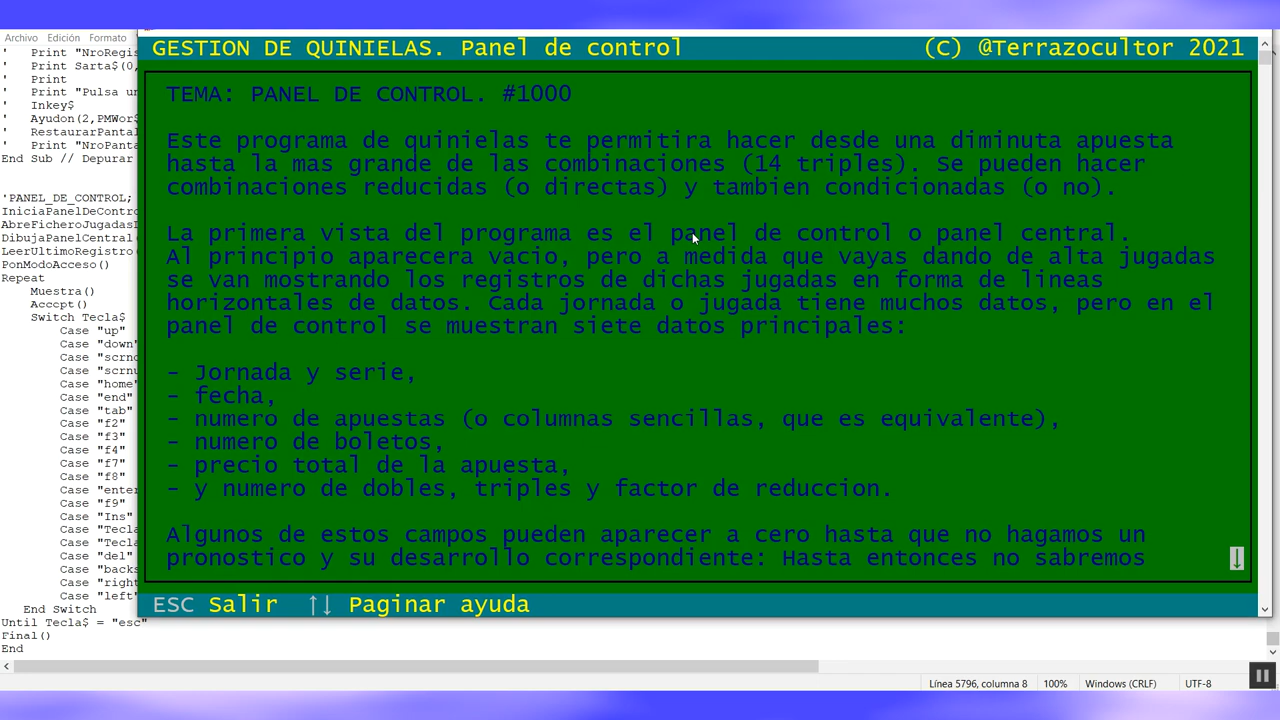 Archivo Edición Formato
GESTION DE QUINIELAS. Panel de control (C) @Terrazocultor 2021
' Print "NroRegis
' Print Sarta$(0,
' Print
' Print "Pulsa un
' Inkey$
' Ayudon(2,PMWor$
' RestaurarPantal
' Print "NroPanta
End Sub // Depurar
'PANEL_DE_CONTROL;
IniciaPanelDeContro
AbreFicheroJugadasD
DibujaPanelCentral(
LeerUltimoRegistro(
PonModoAcceso()
Repeat
Muestra()
Accept()
Switch Tecla$
Case "up"
Case "down"
Case "scrnd
Case "scrnu
Case "home"
Case "end"
Case "tab"
Case "f2"
Case "f3"
Case "f4"
Case "f7"
Case "f8"
Case "enter
Case "f9"
Case "Ins"
Case "Tecla
Case "Tecla
Case "del"
Case "backs
Case "right
Case "left"
End Switch
Until Tecla$ = "esc"
Final()
End
TEMA: PANEL DE CONTROL. #1000
Este programa de quinielas te permitira hacer desde una diminuta apuesta
hasta la mas grande de las combinaciones (14 triples). Se pueden hacer
combinaciones reducidas (o directas) y tambien condicionadas (o no).
La primera vista del programa es el panel de control o panel central.
Al principio aparecera vacio, pero a medida que vayas dando de alta jugadas
se van mostrando los registros de dichas jugadas en forma de lineas
horizontales de datos. Cada jornada o jugada tiene muchos datos, pero en el
panel de control se muestran siete datos principales:
- Jornada y serie,
- fecha,
- numero de apuestas (o columnas sencillas, que es equivalente),
- numero de boletos,
- precio total de la apuesta,
- y numero de dobles, triples y factor de reduccion.
Algunos de estos campos pueden aparecer a cero hasta que no hagamos un
pronostico y su desarrollo correspondiente: Hasta entonces no sabremos ↓
ESC Salir ↑↓ Paginar ayuda
Línea 5796, columna 8 100% Windows (CRLF) UTF-8